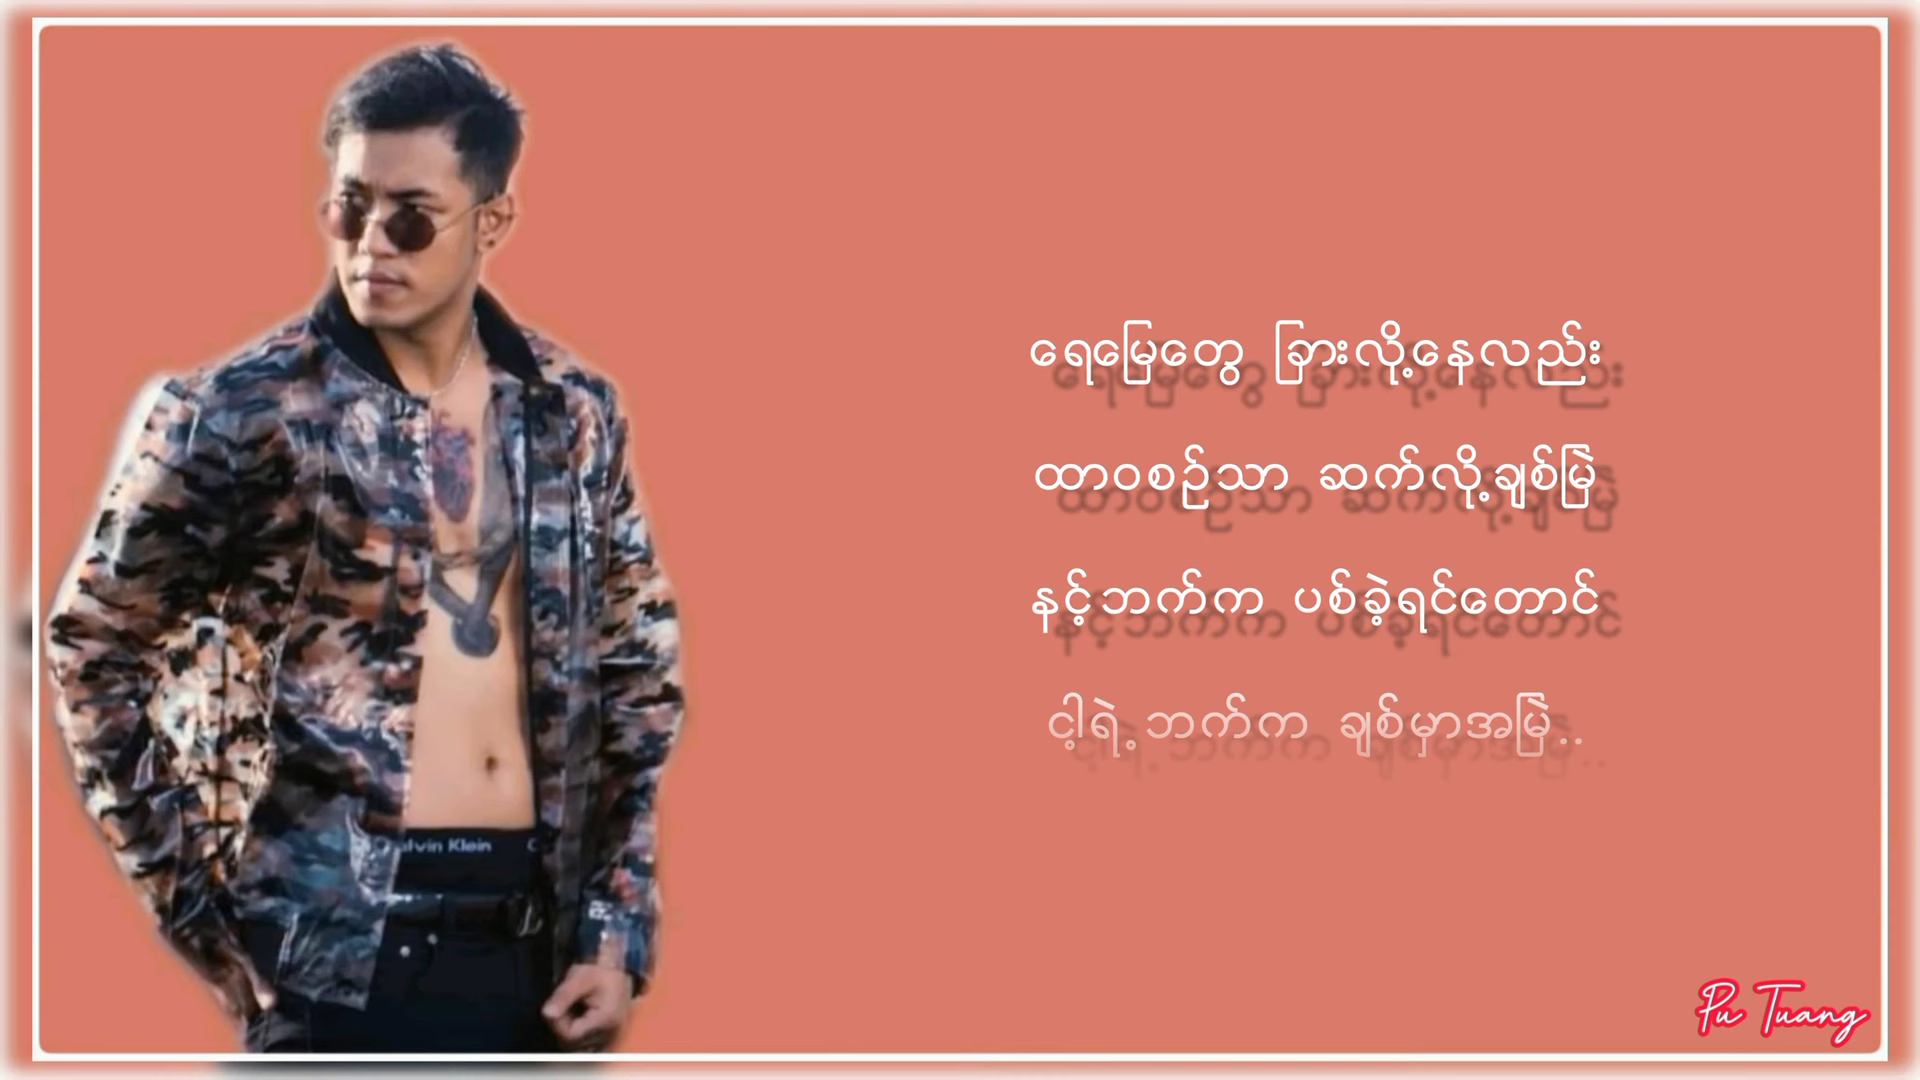 ရေမြေတွေ ခြားလို့နေလည်း
ထာဝစဉ်သာ ဆက်လို့ချစ်မြဲ
နင့်ဘက်က ပစ်ခဲ့ရင်တောင်
ငါ့ရဲ့ဘက်က ချစ်မှာအမြဲ..
alvin Klein C
Pu Tuang